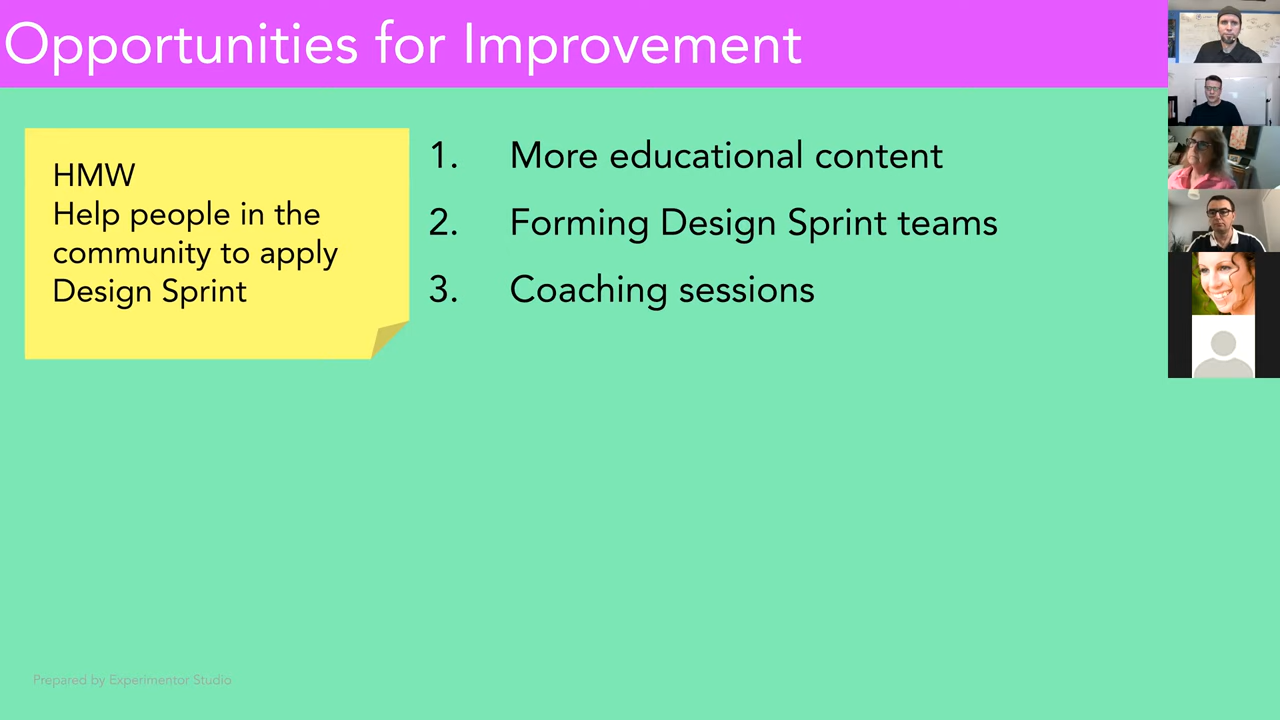 Opportunities for Improvement
HMW
Help people in the
community to apply
Design Sprint
1. More educational content
2. Forming Design Sprint teams
3. Coaching sessions
Prepared by Experimentor Studio